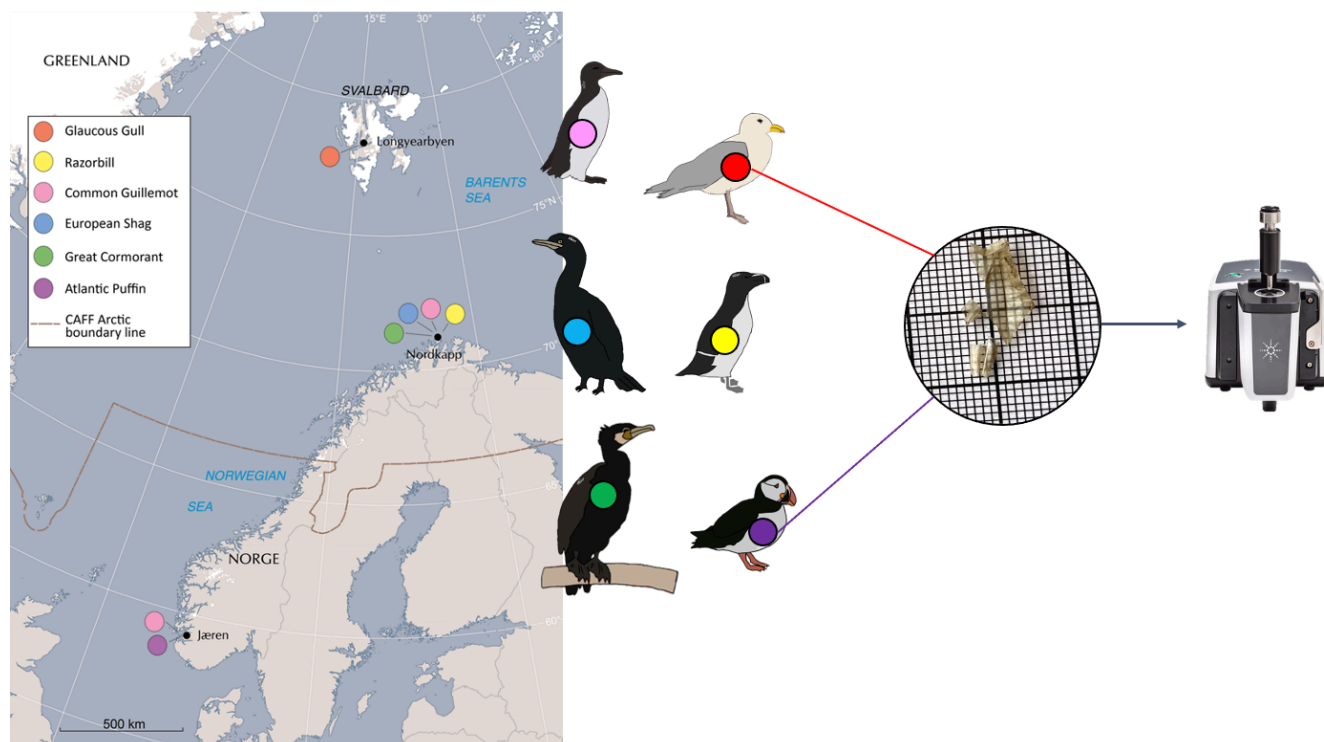 0°
15°E
30°
45°
80°
GREENLAND
SVALBARD
Longyearbyen
Glaucous Gull
Razorbill
Common Guillemot
European Shag
Great Cormorant
Atlantic Puffin
CAFF Arctic
boundary line
BARENTS
SEA
75°N
Nordkapp
70°
NORWEGIAN
SEA
65°
NORGE
60°
Jæren
500 km